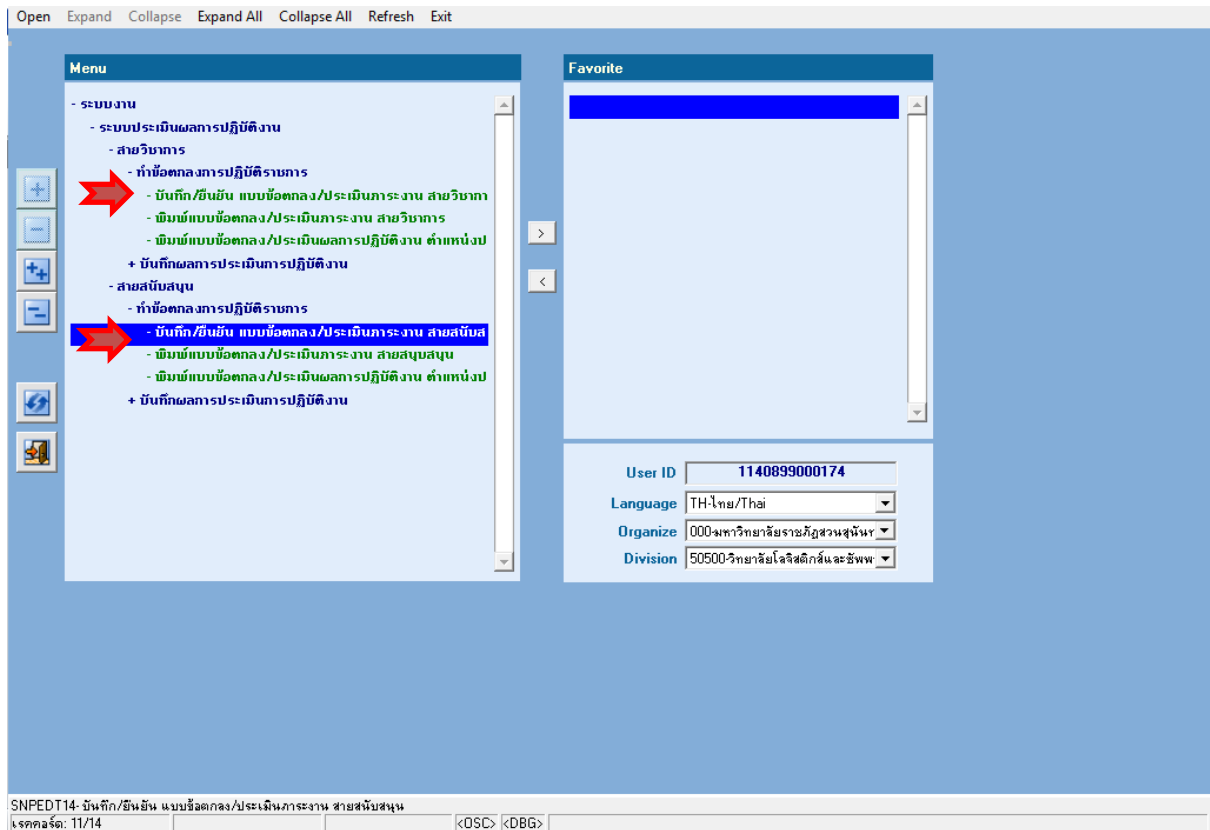 Open Expand Collapse Expand All Collapse All Refresh Exit
Menu
- ระบบงาน
- ระบบประเมินผลการปฏิบัติงาน
- สายวิชาการ
- ทำข้อตกลงการปฏิบัติราชการ
- บันทึก/ยืนยัน แบบข้อตกลง/ประเมินภาระงาน สายวิชากา
- พิมพ์แบบข้อตกลง/ประเมินภาระงาน สายวิชาการ
- พิมพ์แบบข้อตกลง/ประเมินผลการปฏิบัติงาน ตำแหน่งป
+ บันทึกผลการประเมินการปฏิบัติงาน
- สายสนับสนุน
- ทำข้อตกลงการปฏิบัติราชการ
- บันทึก/ยืนยัน แบบข้อตกลง/ประเมินภาระงาน สายสนับส
- พิมพ์แบบข้อตกลง/ประเมินภาระงาน สายสนุบสนุน
- พิมพ์แบบข้อตกลง/ประเมินผลการปฏิบัติงาน ตำแหน่งป
+ บันทึกผลการประเมินการปฏิบัติงาน
>
<
Favorite
User ID 1140899000174
Language TH-ไทย/Thai
Organize 000-มหาวิทยาลัยราชภัฏสวนสุนันท
Division 50500-วิทยาลัยโลจิสติกส์และซัพพ
SNPEDT14- บันทึก/ยืนยัน แบบข้อตกลง/ประเมินภาระงาน สายสนับสนุน
เรคคอร์ด: 11/14 <OSC> <DBG>